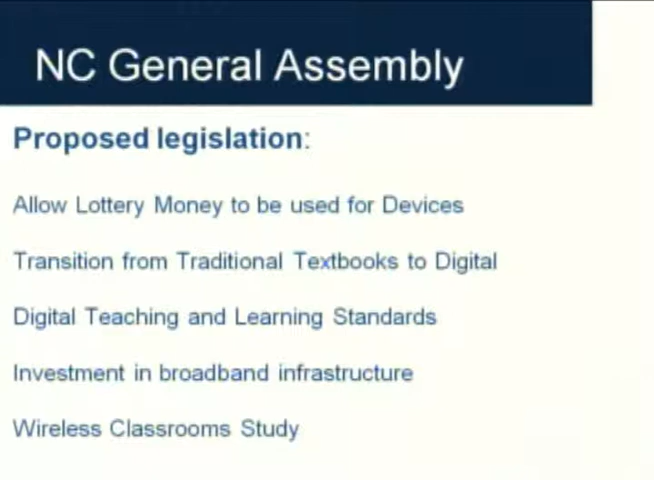 NC General Assembly
Proposed legislation:
Allow Lottery Money to be used for Devices
Transition from Traditional Textbooks to Digital
Digital Teaching and Learning Standards
Investment in broadband infrastructure
Wireless Classrooms Study